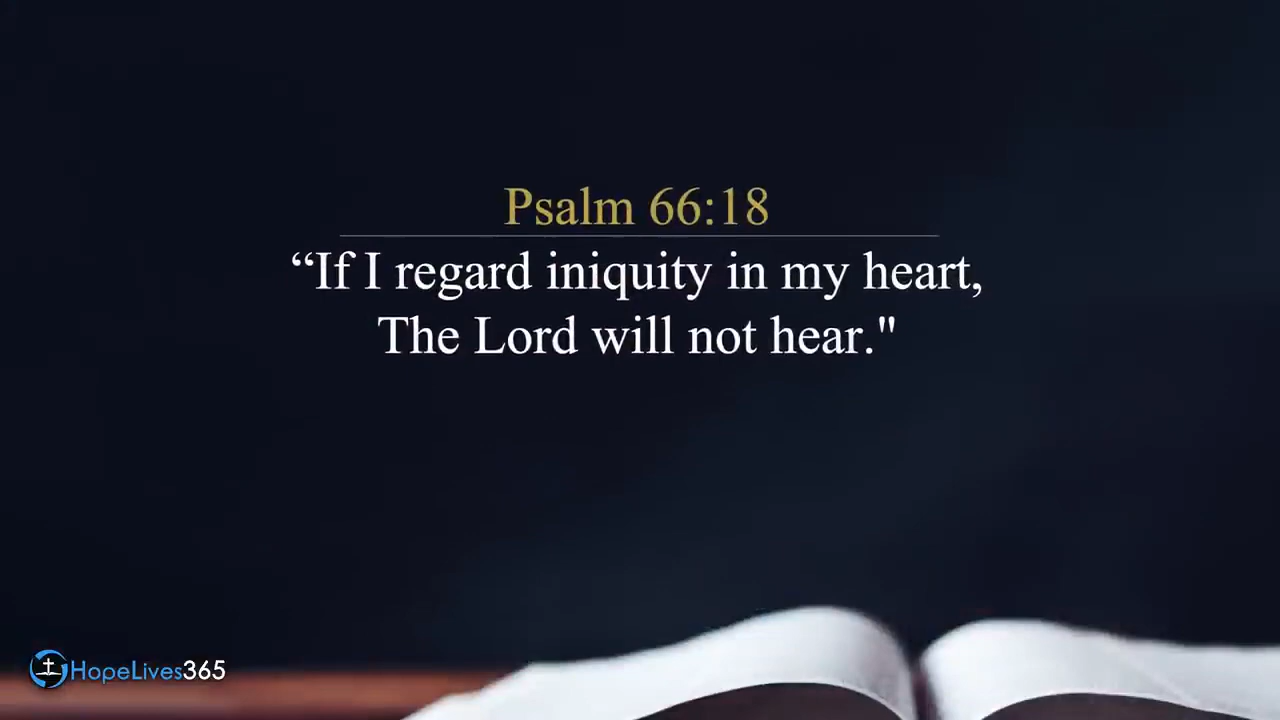 Psalm 66:18
“If I regard iniquity in my heart,
The Lord will not hear."
HopeLives365